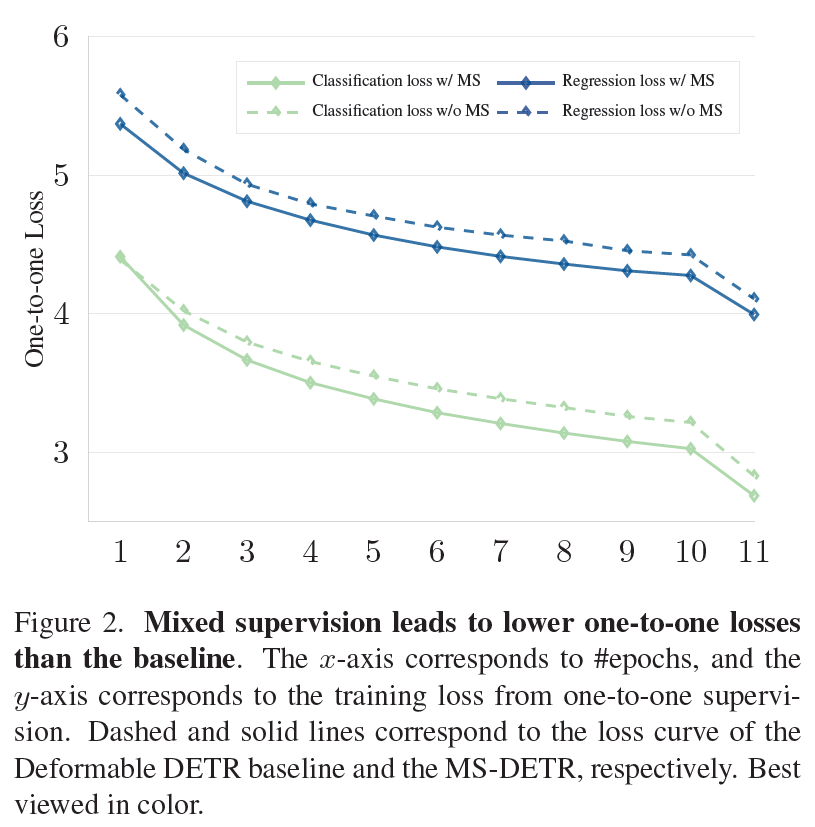 6
Classification loss w/ MS
Regression loss w/ MS
Classification loss w/o MS
Regression loss w/o MS
5
One-to-one Loss
4
3
1 2 3 4 5 6 7 8 9 10 11
Figure 2. Mixed supervision leads to lower one-to-one losses
than the baseline. The x-axis corresponds to #epochs, and the
y-axis corresponds to the training loss from one-to-one supervi-
sion. Dashed and solid lines correspond to the loss curve of the
Deformable DETR baseline and the MS-DETR, respectively. Best
viewed in color.